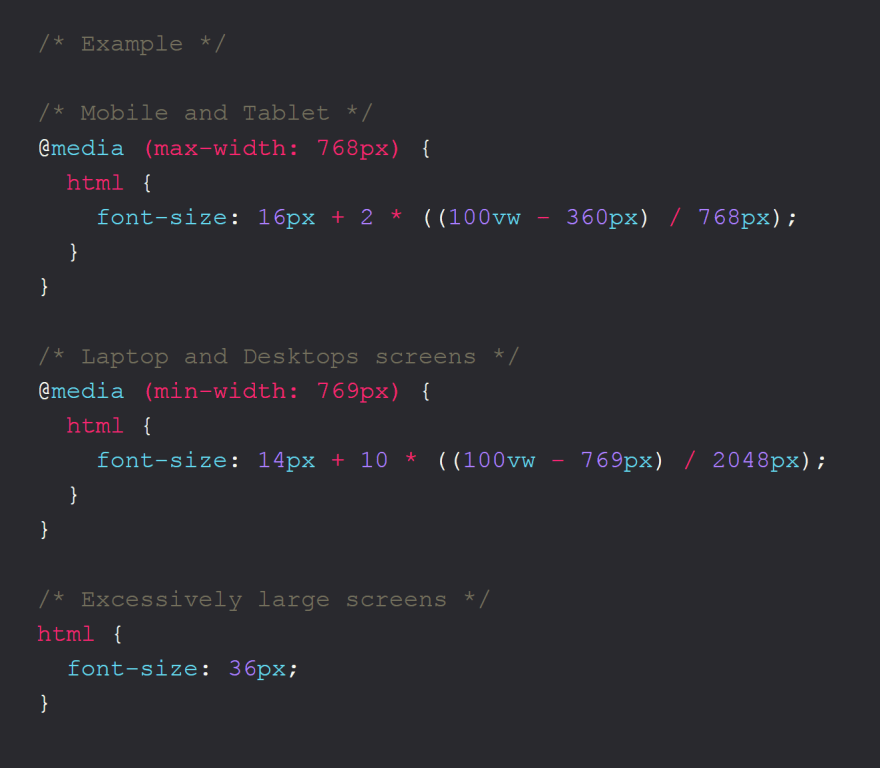 /* Example */
/* Mobile and Tablet */
@media (max-width: 768px) {
html {
font-size: 16px + 2 * ((100vw - 360px) / 768px);
}
}
/* Laptop and Desktops screens */
@media (min-width: 769px) {
html {
font-size: 14px + 10 * ((100vw - 769px) / 2048px);
}
}
/* Excessively large screens */
html {
font-size: 36px;
}